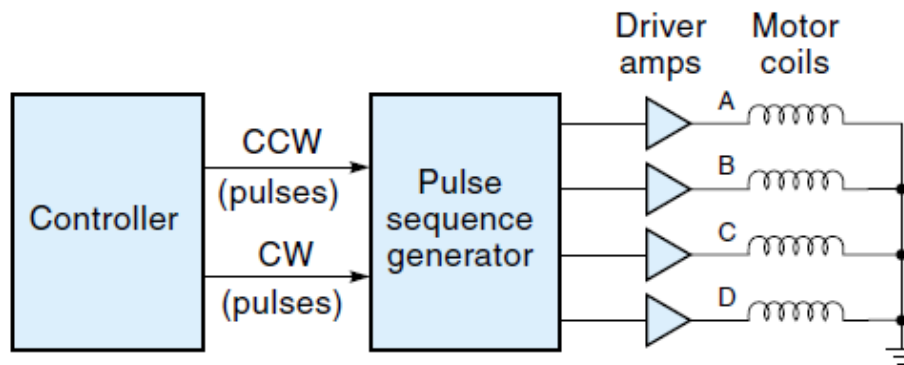 Driver
amps
Motor
coils
Controller
CCW
(pulses)
CW
(pulses)
Pulse
sequence
generator
A
B
C
D